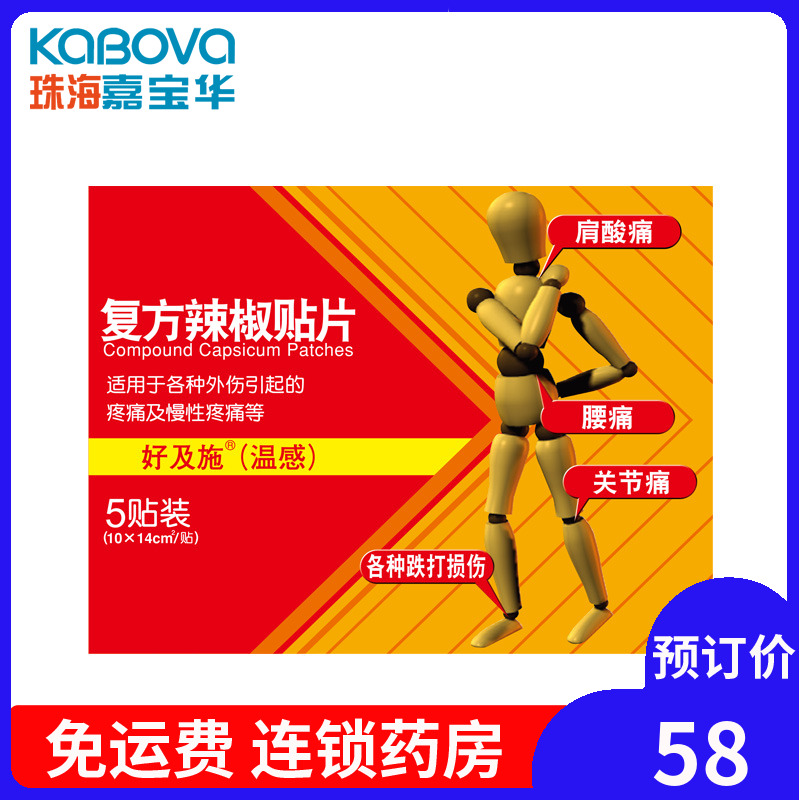 KABOVA
珠海嘉宝华
肩酸痛
复方辣椒贴片
Compound Capsicum Patches
适用于各种外伤引起的
疼痛及慢性疼痛等
腰痛
好及施®(温感)
关节痛
5贴装
(10×14cm²/贴)
各种跌打损伤
预订价
58
免运费 连锁药房